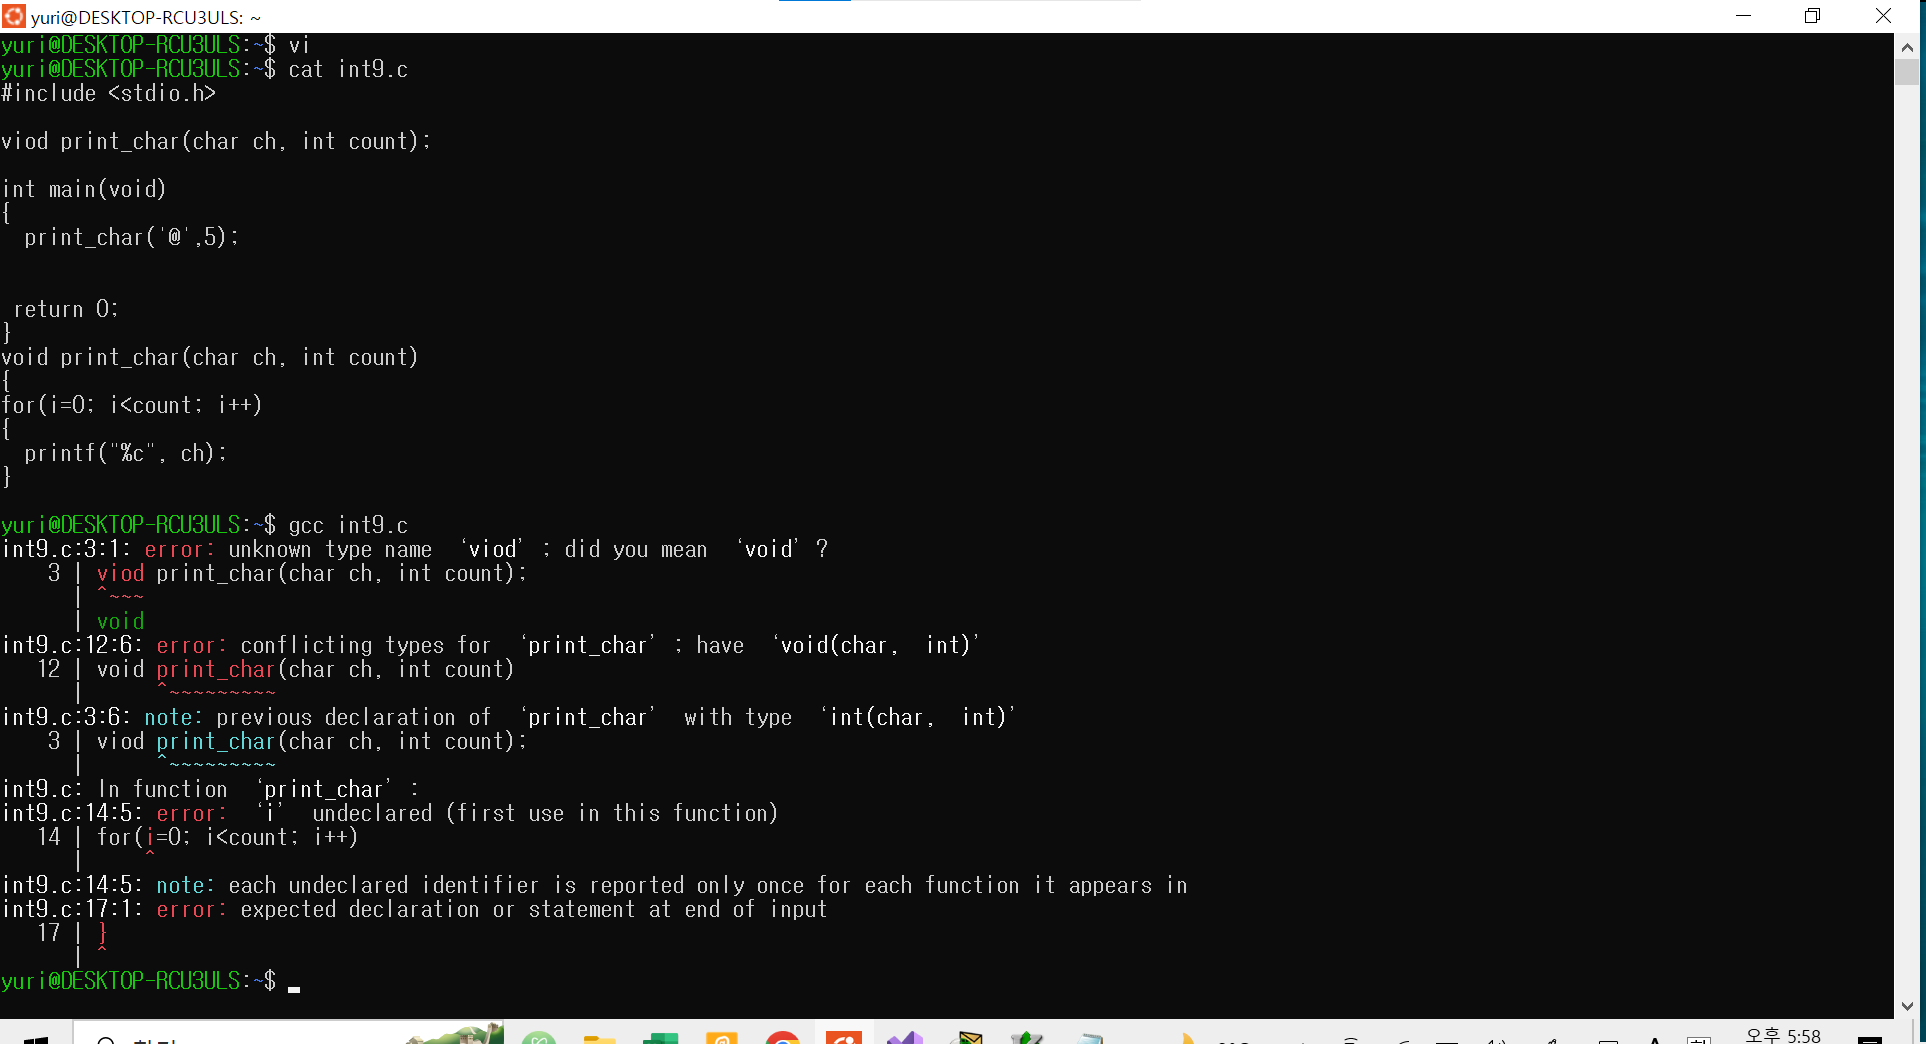 yuri@DESKTOP-RCU3ULS: ~
yuri@DESKTOP-RCU3ULS:~$ vi
yuri@DESKTOP-RCU3ULS:~$ cat int9.c
#include <stdio.h>
viod print_char(char ch, int count);
int main(void)
{
print_char('@',5);
return 0;
}
void print_char(char ch, int count)
{
for(i=0; i<count; i++)
{
printf("%c", ch);
}
yuri@DESKTOP-RCU3ULS:~$ gcc int9.c
int9.c:3:1: error: unknown type name ‘viod’ ; did you mean ‘void’ ?
3 | viod print_char(char ch, int count);
| ^~~~
| void
int9.c:12:6: error: conflicting types for ‘print_char’ ; have ‘void(char, int)’
12 | void print_char(char ch, int count)
| ^~~~~~~~~~
int9.c:3:6: note: previous declaration of ‘print_char’ with type ‘int(char, int)’
3 | viod print_char(char ch, int count);
| ^~~~~~~~~~
int9.c: In function ‘print_char’ :
int9.c:14:5: error: ‘i’ undeclared (first use in this function)
14 | for(i=0; i<count; i++)
| ^
int9.c:14:5: note: each undeclared identifier is reported only once for each function it appears in
int9.c:17:1: error: expected declaration or statement at end of input
17 | }
| ^
yuri@DESKTOP-RCU3ULS:~$
오후 5:58